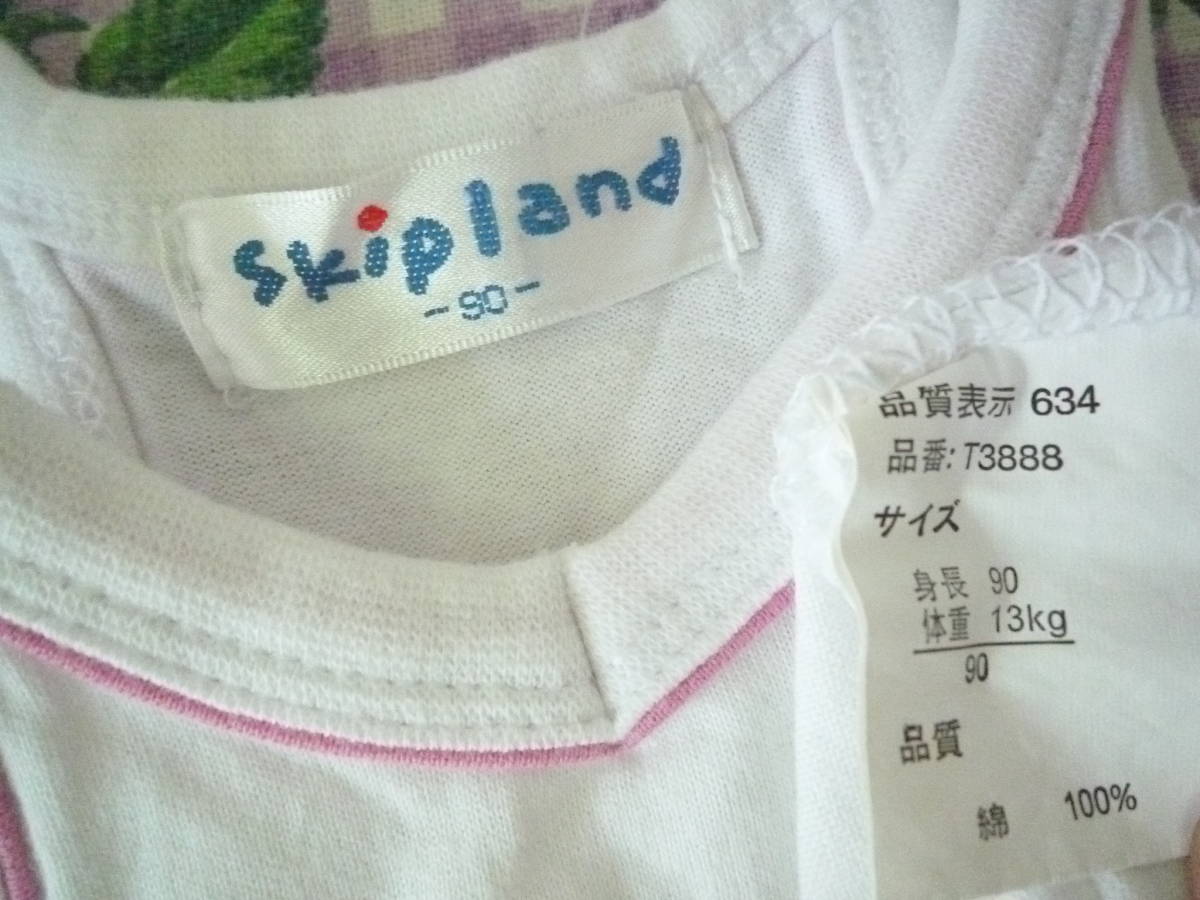 skipland
-90-
品質表示 634
品番: T3888
サイズ
身長 90
体重 13kg
90
品質
綿 100%